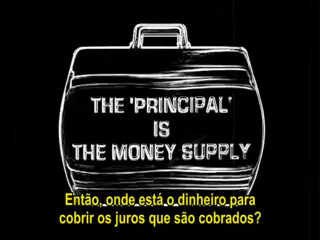 THE 'PRINCIPAL'
IS
THE MONEY SUPPLY
Então, onde está o dinheiro para
cobrir os juros que são cobrados?